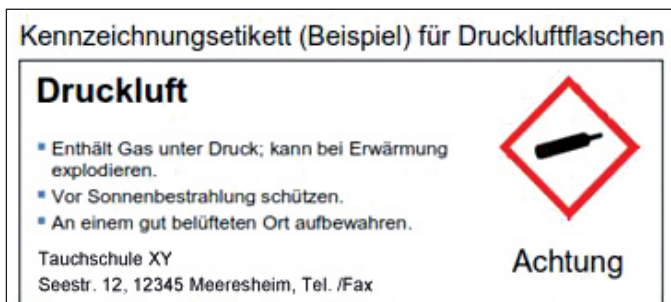 Kennzeichnungsetikett (Beispiel) für Druckluftflaschen
Druckluft
▪ Enthält Gas unter Druck; kann bei Erwärmung
explodieren.
▪ Vor Sonnenbestrahlung schützen.
▪ An einem gut belüfteten Ort aufbewahren.
Tauchschule XY
Seestr. 12, 12345 Meeresheim, Tel. /Fax
Achtung